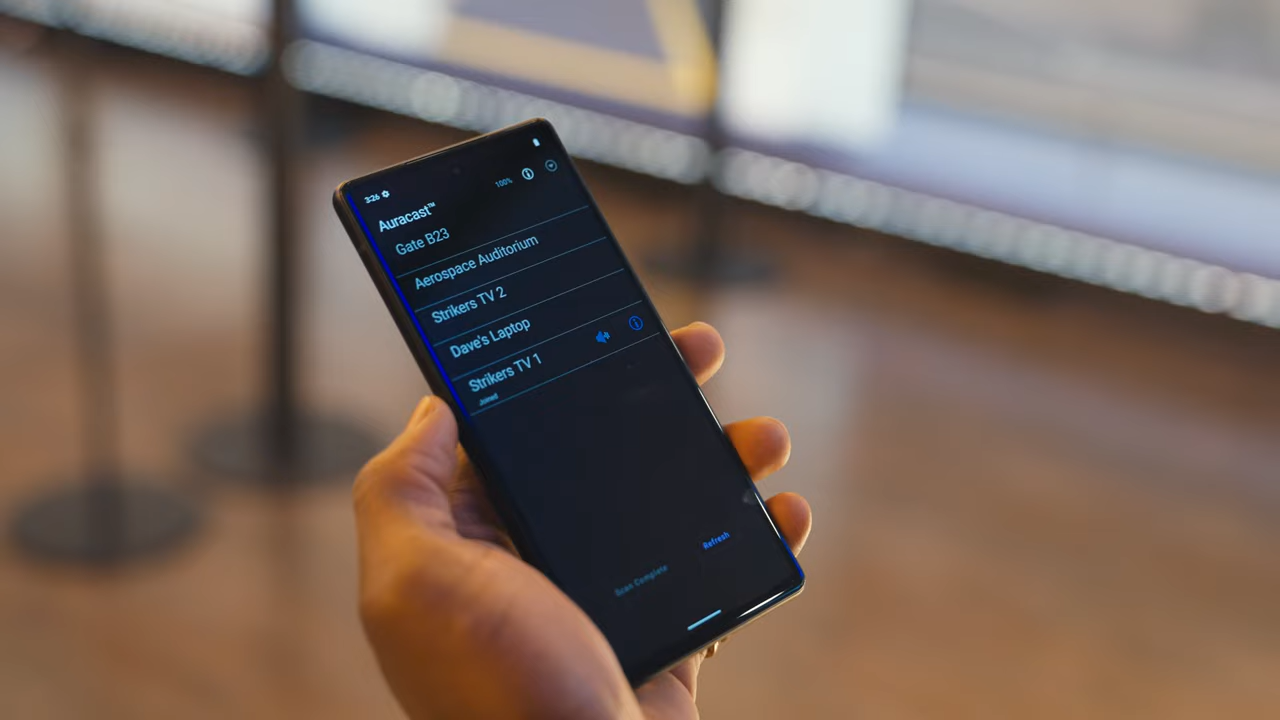 3:26
100%
Auracast™
Gate B23
Aerospace Auditorium
Strikers TV 2
Dave's Laptop
Strikers TV 1
Joined
Refresh
Scan Complete